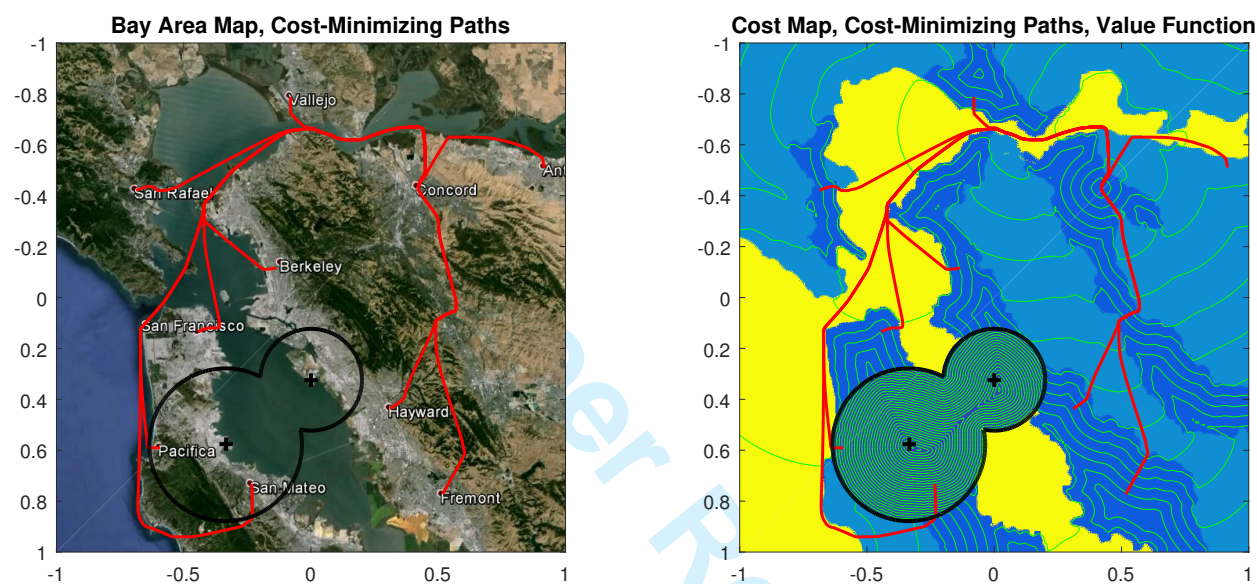 Bay Area Map, Cost-Minimizing Paths
-1
-0.8
-0.6
-0.4
-0.2
0
0.2
0.4
0.6
0.8
1
-1
-0.5
0
0.5
1
Vallejo
San Rafael
Concord
Ant
Berkeley
San Francisco
Hayward
Pacifica
San Mateo
Fremont
Cost Map, Cost-Minimizing Paths, Value Function
-1
-0.8
-0.6
-0.4
-0.2
0
0.2
0.4
0.6
0.8
1
-1
-0.5
0
0.5
1